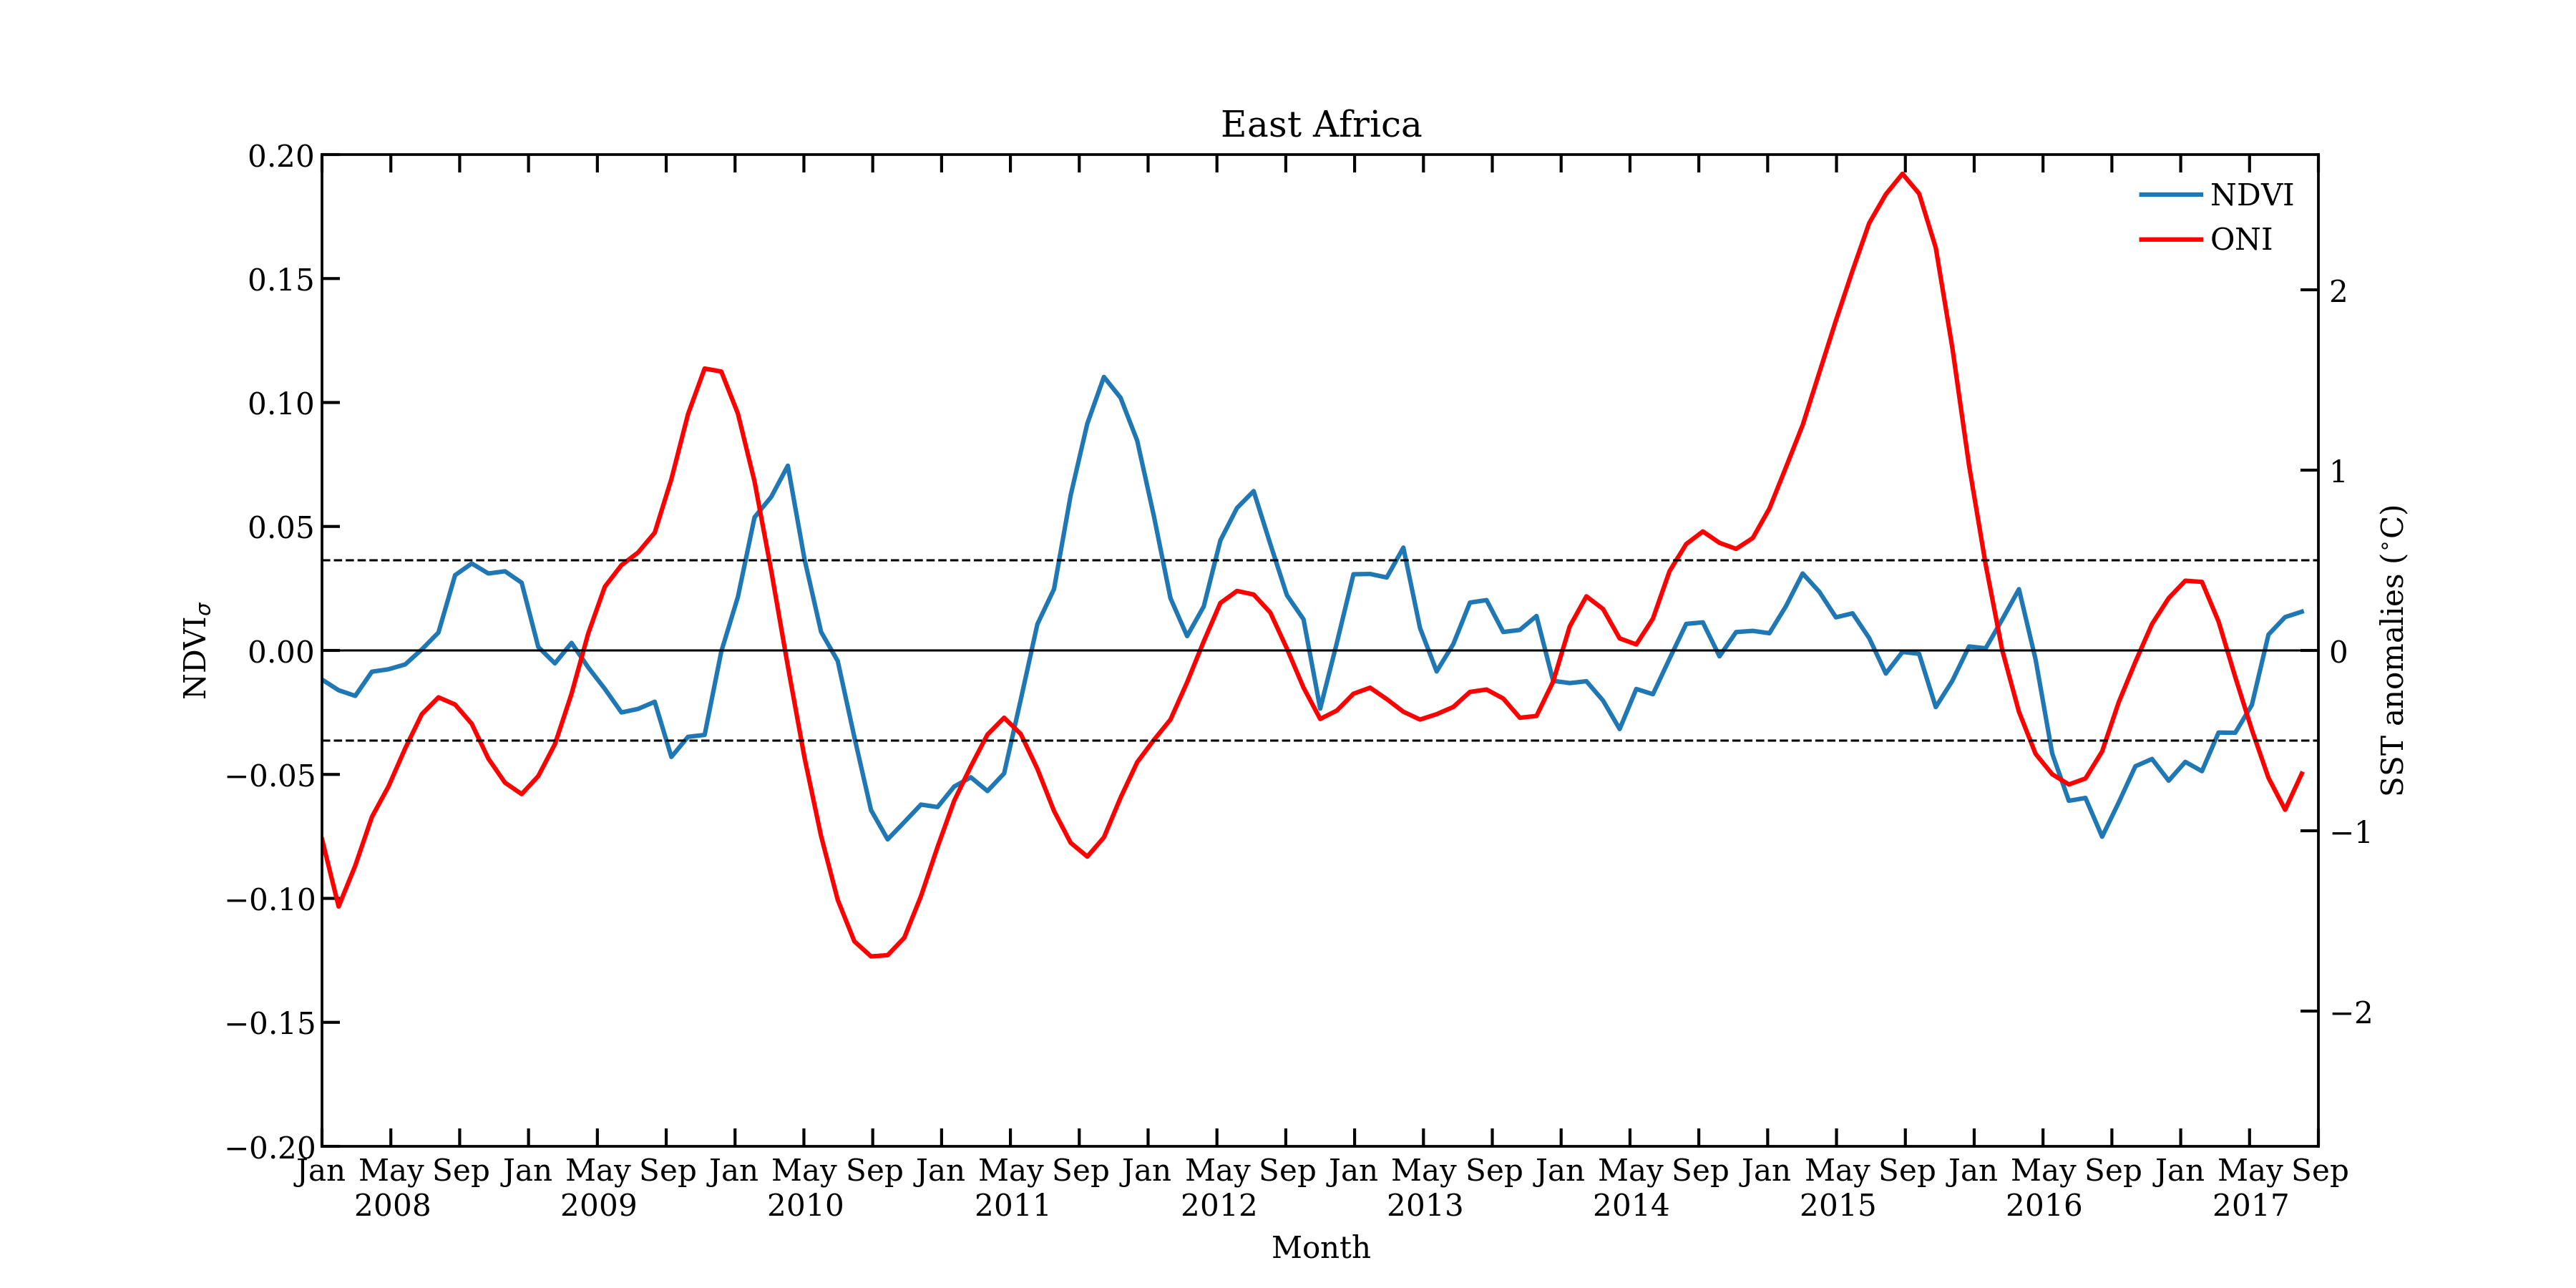 East Africa
0.20
0.15
0.10
0.05
0.00
−0.05
−0.10
−0.15
−0.20
NDVIσ
NDVI
ONI
2
1
0
−1
−2
SST anomalies (°C)
Jan May Sep Jan May Sep Jan May Sep Jan May Sep Jan May Sep Jan May Sep Jan May Sep Jan May Sep Jan May Sep Jan May Sep
2008 2009 2010 2011 2012 2013 2014 2015 2016 2017
Month